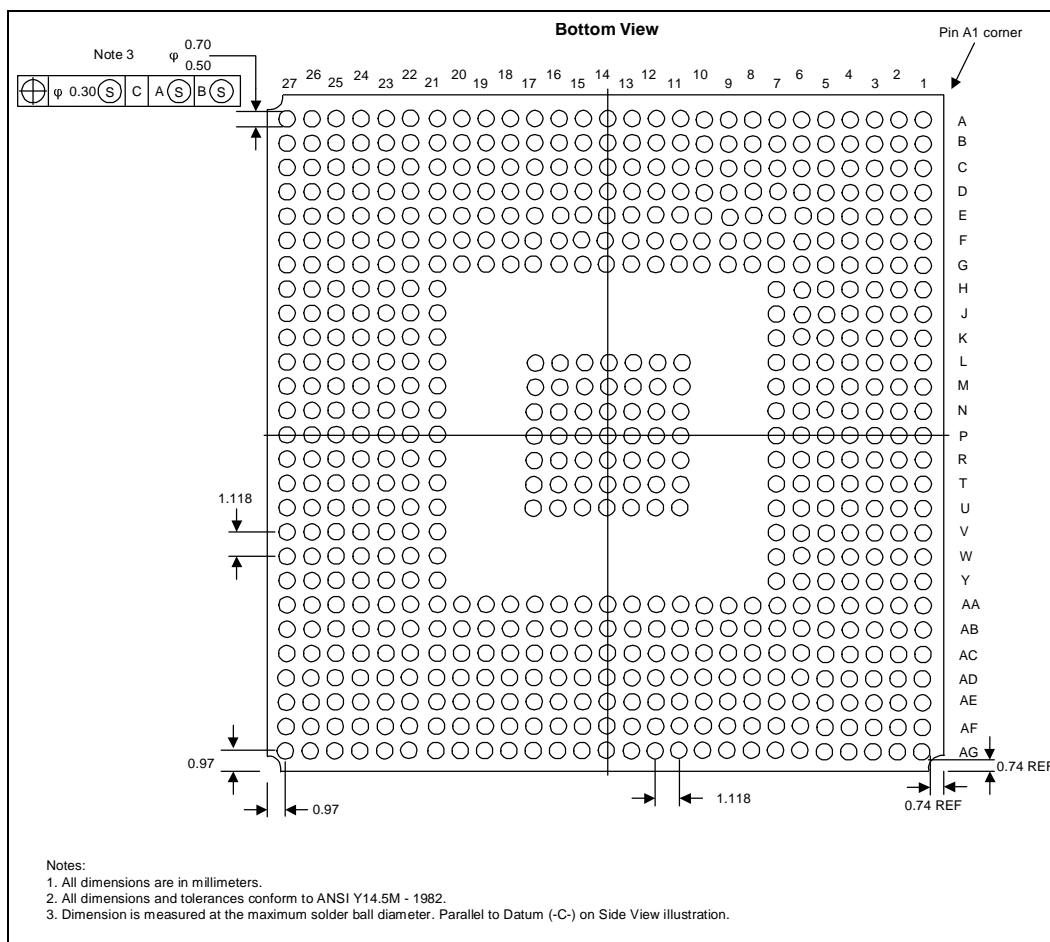 Bottom View
Pin A1 corner
Note 3
φ 0.70
0.50
φ 0.30 Ⓢ C A Ⓢ B Ⓢ
27 26 25 24 23 22 21 20 19 18 17 16 15 14 13 12 11 10 9 8 7 6 5 4 3 2 1
A
B
C
D
E
F
G
H
J
K
L
M
N
P
R
T
U
V
W
Y
AA
AB
AC
AD
AE
AF
AG
1.118
0.97
0.97
1.118
0.74 REF
0.74 REF
Notes:
1. All dimensions are in millimeters.
2. All dimensions and tolerances conform to ANSI Y14.5M - 1982.
3. Dimension is measured at the maximum solder ball diameter. Parallel to Datum (-C-) on Side View illustration.